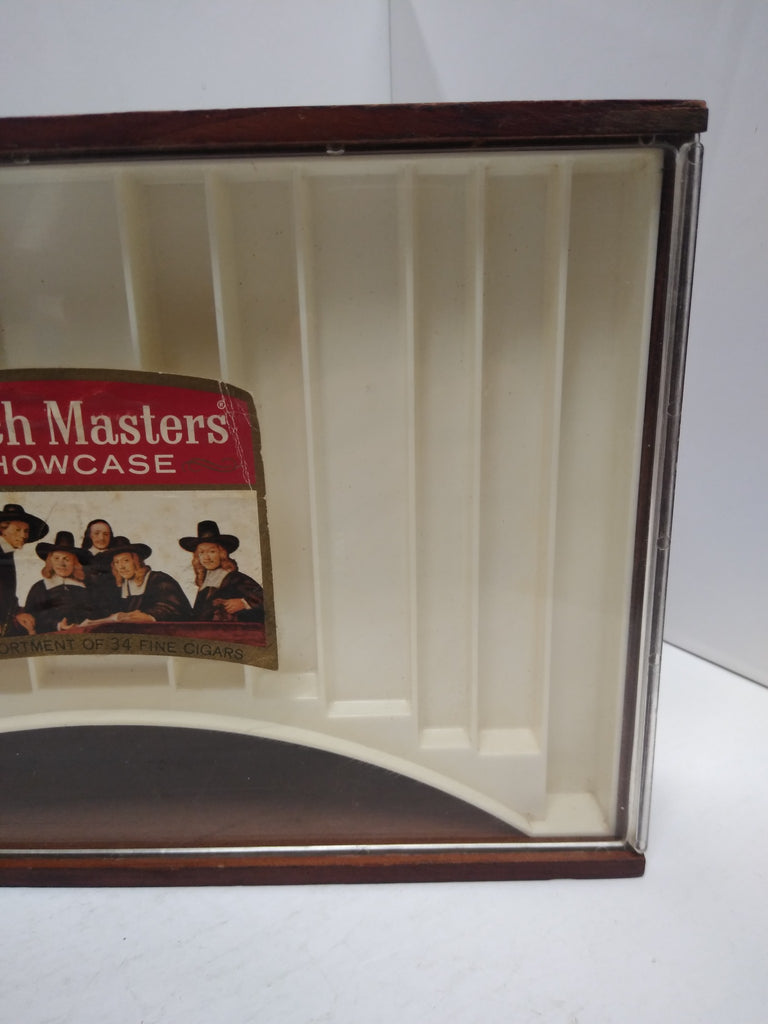 ch Masters®
HOWCASE
ORTMENT OF 34 FINE CIGARS